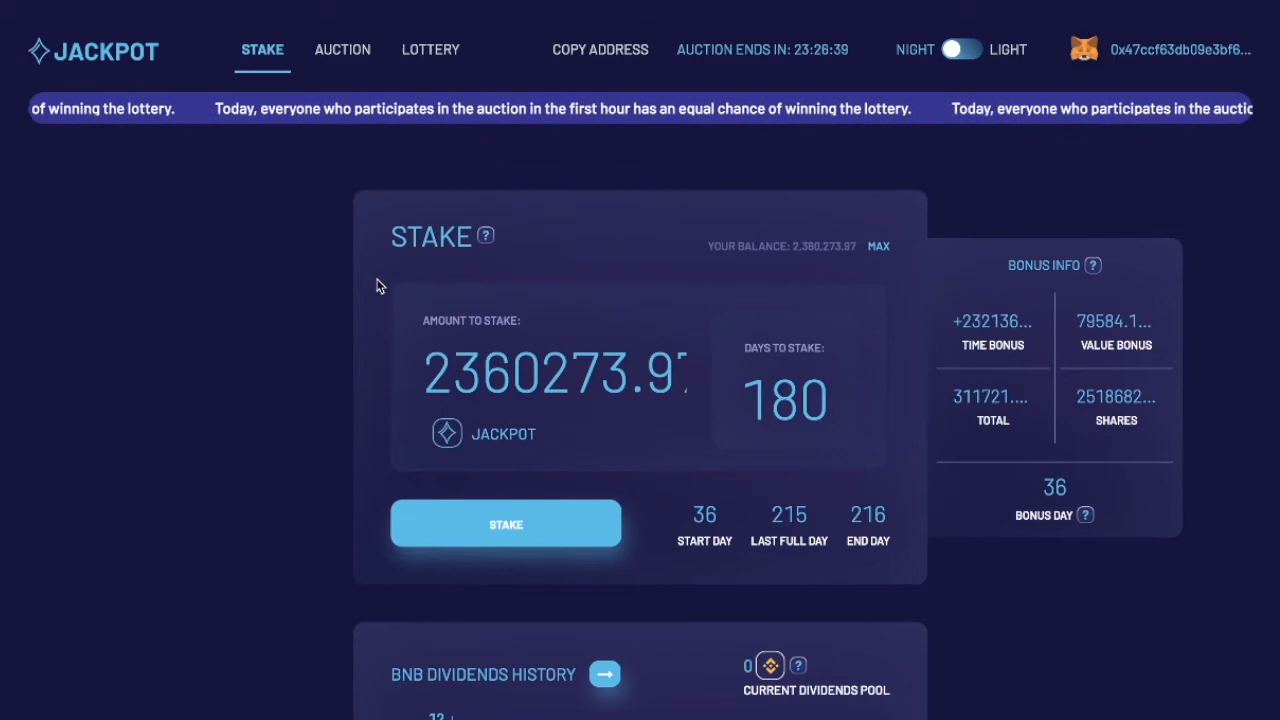 JACKPOT
STAKE AUCTION LOTTERY COPY ADDRESS AUCTION ENDS IN: 23:26:39 NIGHT LIGHT 0x47ccf63db09e3bf6...
of winning the lottery. Today, everyone who participates in the auction in the first hour has an equal chance of winning the lottery. Today, everyone who participates in the auctic
STAKE ?
YOUR BALANCE: 2,360,273.97 MAX
AMOUNT TO STAKE:
2360273.97
JACKPOT
DAYS TO STAKE:
180
STAKE
36 215 216
START DAY LAST FULL DAY END DAY
BONUS INFO ?
+232136... 79584.1...
TIME BONUS VALUE BONUS
311721.... 2518682...
TOTAL SHARES
36
BONUS DAY ?
BNB DIVIDENDS HISTORY →
0 ?
CURRENT DIVIDENDS POOL